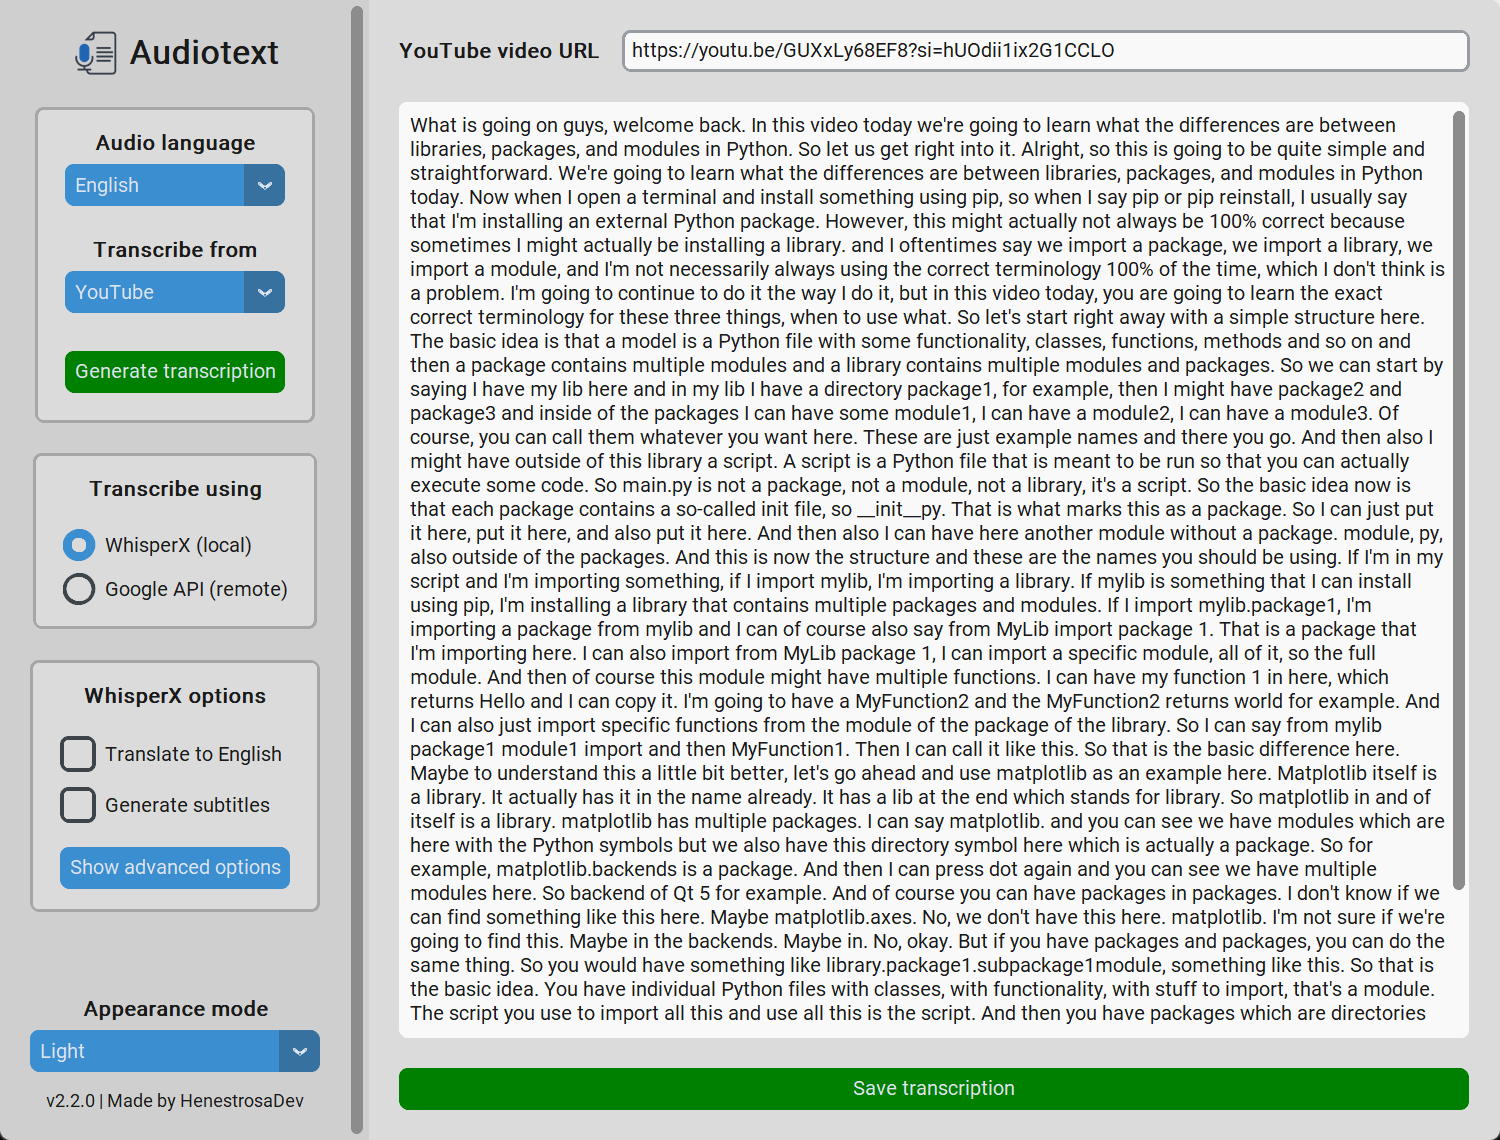 Audiotext
Audio language
English
Transcribe from
YouTube
Generate transcription
Transcribe using
WhisperX (local)
Google API (remote)
WhisperX options
Translate to English
Generate subtitles
Show advanced options
Appearance mode
Light
v2.2.0 | Made by HenestrosaDev
YouTube video URL
https://youtu.be/GUXxLy68EF8?si=hUOdii1ix2G1CCLO
What is going on guys, welcome back. In this video today we're going to learn what the differences are between
libraries, packages, and modules in Python. So let us get right into it. Alright, so this is going to be quite simple and
straightforward. We're going to learn what the differences are between libraries, packages, and modules in Python
today. Now when I open a terminal and install something using pip, so when I say pip or pip reinstall, I usually say
that I'm installing an external Python package. However, this might actually not always be 100% correct because
sometimes I might actually be installing a library. and I oftentimes say we import a package, we import a library, we
import a module, and I'm not necessarily always using the correct terminology 100% of the time, which I don't think is
a problem. I'm going to continue to do it the way I do it, but in this video today, you are going to learn the exact
correct terminology for these three things, when to use what. So let's start right away with a simple structure here.
The basic idea is that a model is a Python file with some functionality, classes, functions, methods and so on and
then a package contains multiple modules and a library contains multiple modules and packages. So we can start by
saying I have my lib here and in my lib I have a directory package1, for example, then I might have package2 and
package3 and inside of the packages I can have some module1, I can have a module2, I can have a module3. Of
course, you can call them whatever you want here. These are just example names and there you go. And then also I
might have outside of this library a script. A script is a Python file that is meant to be run so that you can actually
execute some code. So main.py is not a package, not a module, not a library, it's a script. So the basic idea now is
that each package contains a so-called init file, so __init__py. That is what marks this as a package. So I can just put
it here, put it here, and also put it here. And then also I can have here another module without a package. module, py,
also outside of the packages. And this is now the structure and these are the names you should be using. If I'm in my
script and I'm importing something, if I import mylib, I'm importing a library. If mylib is something that I can install
using pip, I'm installing a library that contains multiple packages and modules. If I import mylib.package1, I'm
importing a package from mylib and I can of course also say from MyLib import package 1. That is a package that
I'm importing here. I can also import from MyLib package 1, I can import a specific module, all of it, so the full
module. And then of course this module might have multiple functions. I can have my function 1 in here, which
returns Hello and I can copy it. I'm going to have a MyFunction2 and the MyFunction2 returns world for example. And
I can also just import specific functions from the module of the package of the library. So I can say from mylib
package1 module1 import and then MyFunction1. Then I can call it like this. So that is the basic difference here.
Maybe to understand this a little bit better, let's go ahead and use matplotlib as an example here. Matplotlib itself is
a library. It actually has it in the name already. It has a lib at the end which stands for library. So matplotlib in and of
itself is a library. matplotlib has multiple packages. I can say matplotlib. and you can see we have modules which are
here with the Python symbols but we also have this directory symbol here which is actually a package. So for
example, matplotlib.backends is a package. And then I can press dot again and you can see we have multiple
modules here. So backend of Qt 5 for example. And of course you can have packages in packages. I don't know if we
can find something like this here. Maybe matplotlib.axes. No, we don't have this here. matplotlib. I'm not sure if we're
going to find this. Maybe in the backends. Maybe in. No, okay. But if you have packages and packages, you can do the
same thing. So you would have something like library.package1.subpackage1module, something like this. So that is
the basic idea. You have individual Python files with classes, with functionality, with stuff to import, that's a module.
The script you use to import all this and use all this is the script. And then you have packages which are directories
Save transcription